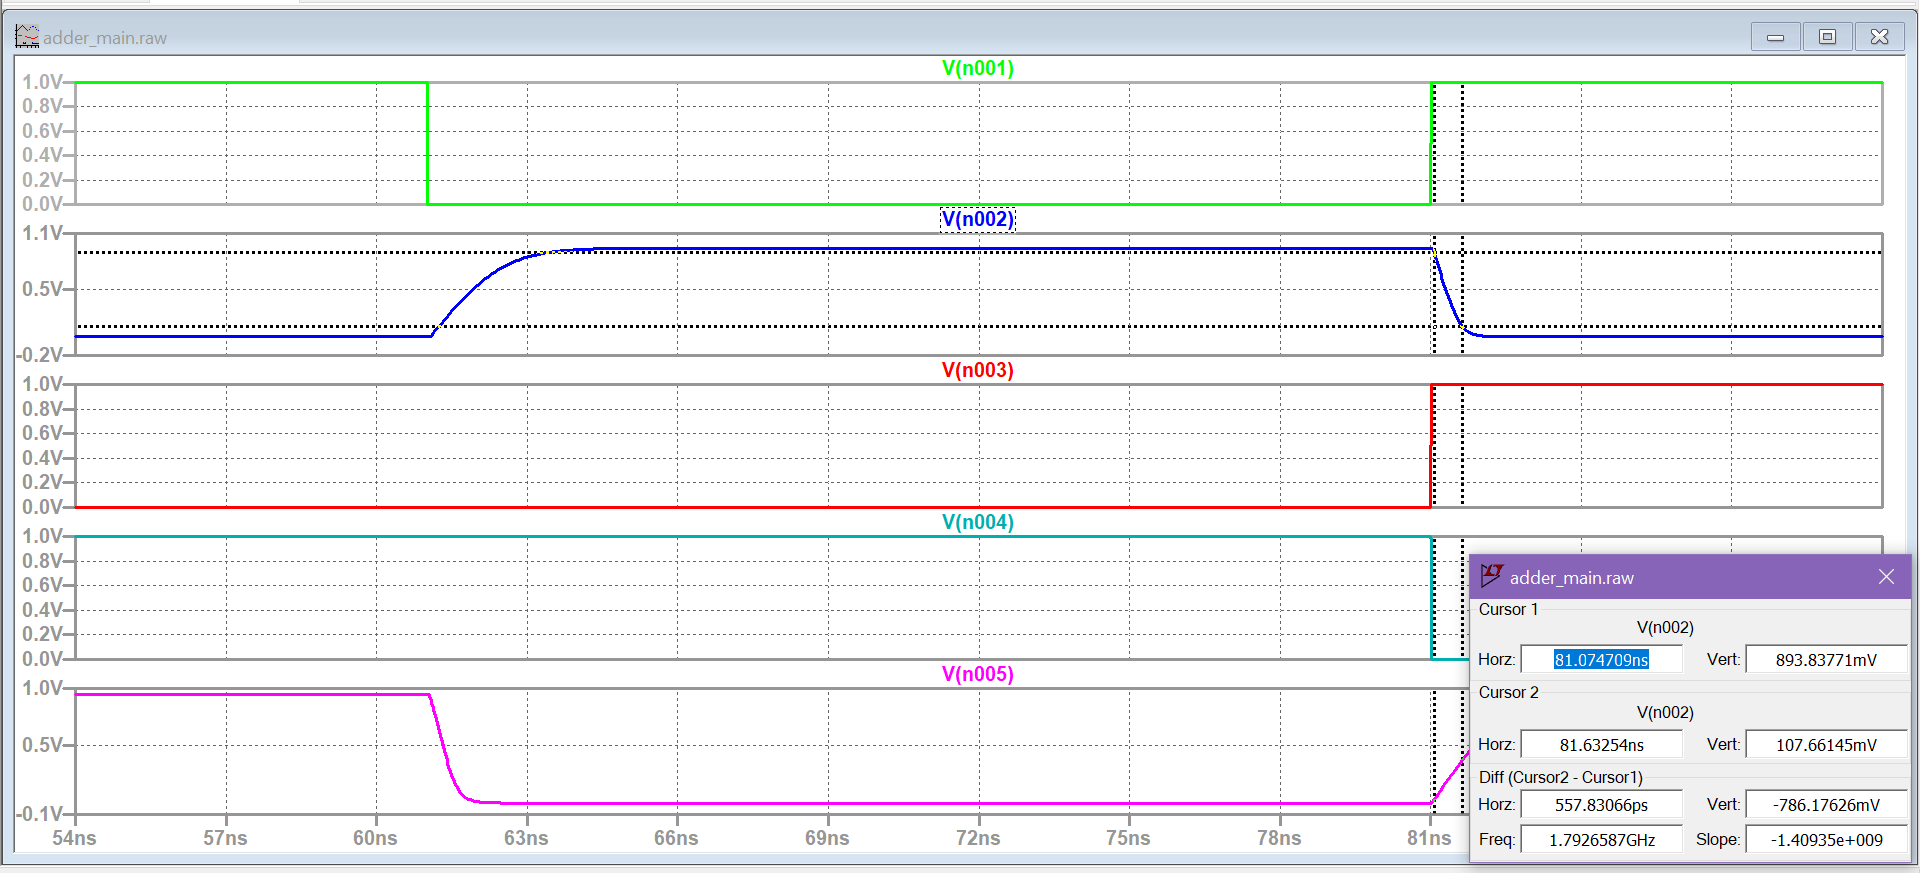 adder_main.raw
V(n001)
1.0V
0.8V
0.6V
0.4V
0.2V
0.0V
V(n002)
1.1V
0.5V
-0.2V
V(n003)
1.0V
0.8V
0.6V
0.4V
0.2V
0.0V
V(n004)
1.0V
0.8V
0.6V
0.4V
0.2V
0.0V
V(n005)
1.0V
0.5V
-0.1V
54ns 57ns 60ns 63ns 66ns 69ns 72ns 75ns 78ns 81ns
adder_main.raw
Cursor 1
V(n002)
Horz: 81.074709ns Vert: 893.83771mV
Cursor 2
V(n002)
Horz: 81.63254ns Vert: 107.66145mV
Diff (Cursor2 - Cursor1)
Horz: 557.83066ps Vert: -786.17626mV
Freq: 1.7926587GHz Slope: -1.40935e+009